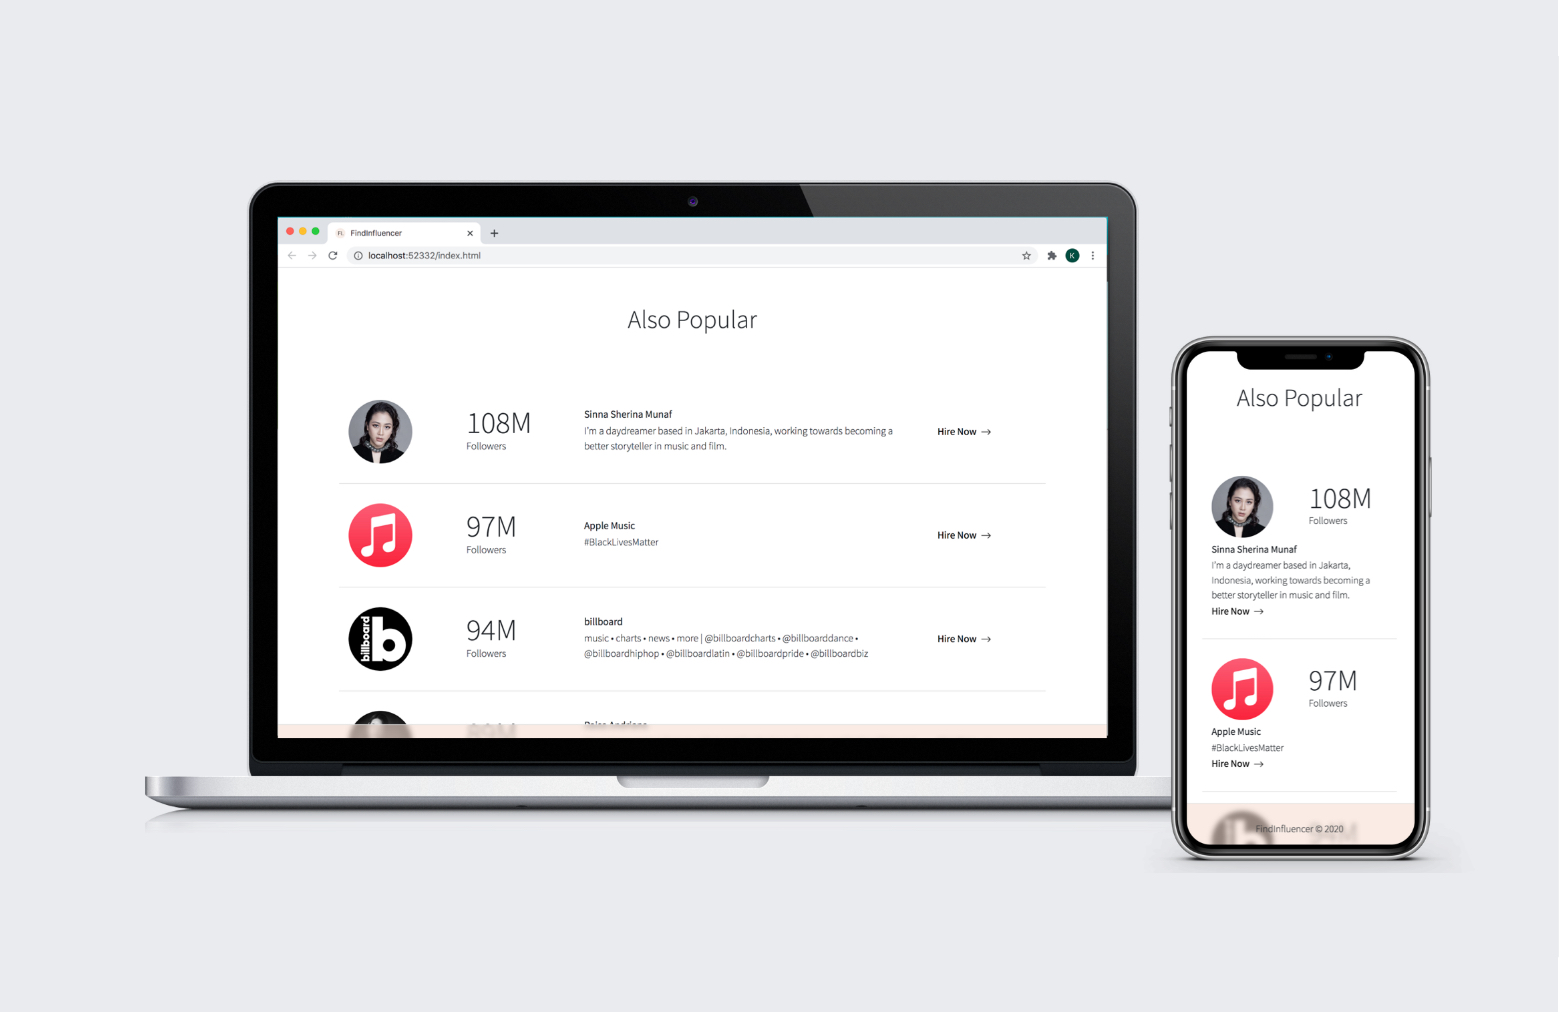 FL FindInfluencer
localhost:52332/index.html
K
Also Popular
108M
Followers
Sinna Sherina Munaf
I'm a daydreamer based in Jakarta, Indonesia, working towards becoming a
better storyteller in music and film.
Hire Now →
97M
Followers
Apple Music
#BlackLivesMatter
Hire Now →
billboard b
94M
Followers
billboard
music • charts • news • more | @billboardcharts • @billboarddance •
@billboardhiphop • @billboardlatin • @billboardpride • @billboardbiz
Hire Now →
Also Popular
108M
Followers
Sinna Sherina Munaf
I'm a daydreamer based in Jakarta,
Indonesia, working towards becoming a
better storyteller in music and film.
Hire Now →
97M
Followers
Apple Music
#BlackLivesMatter
Hire Now →
FindInfluencer © 2020